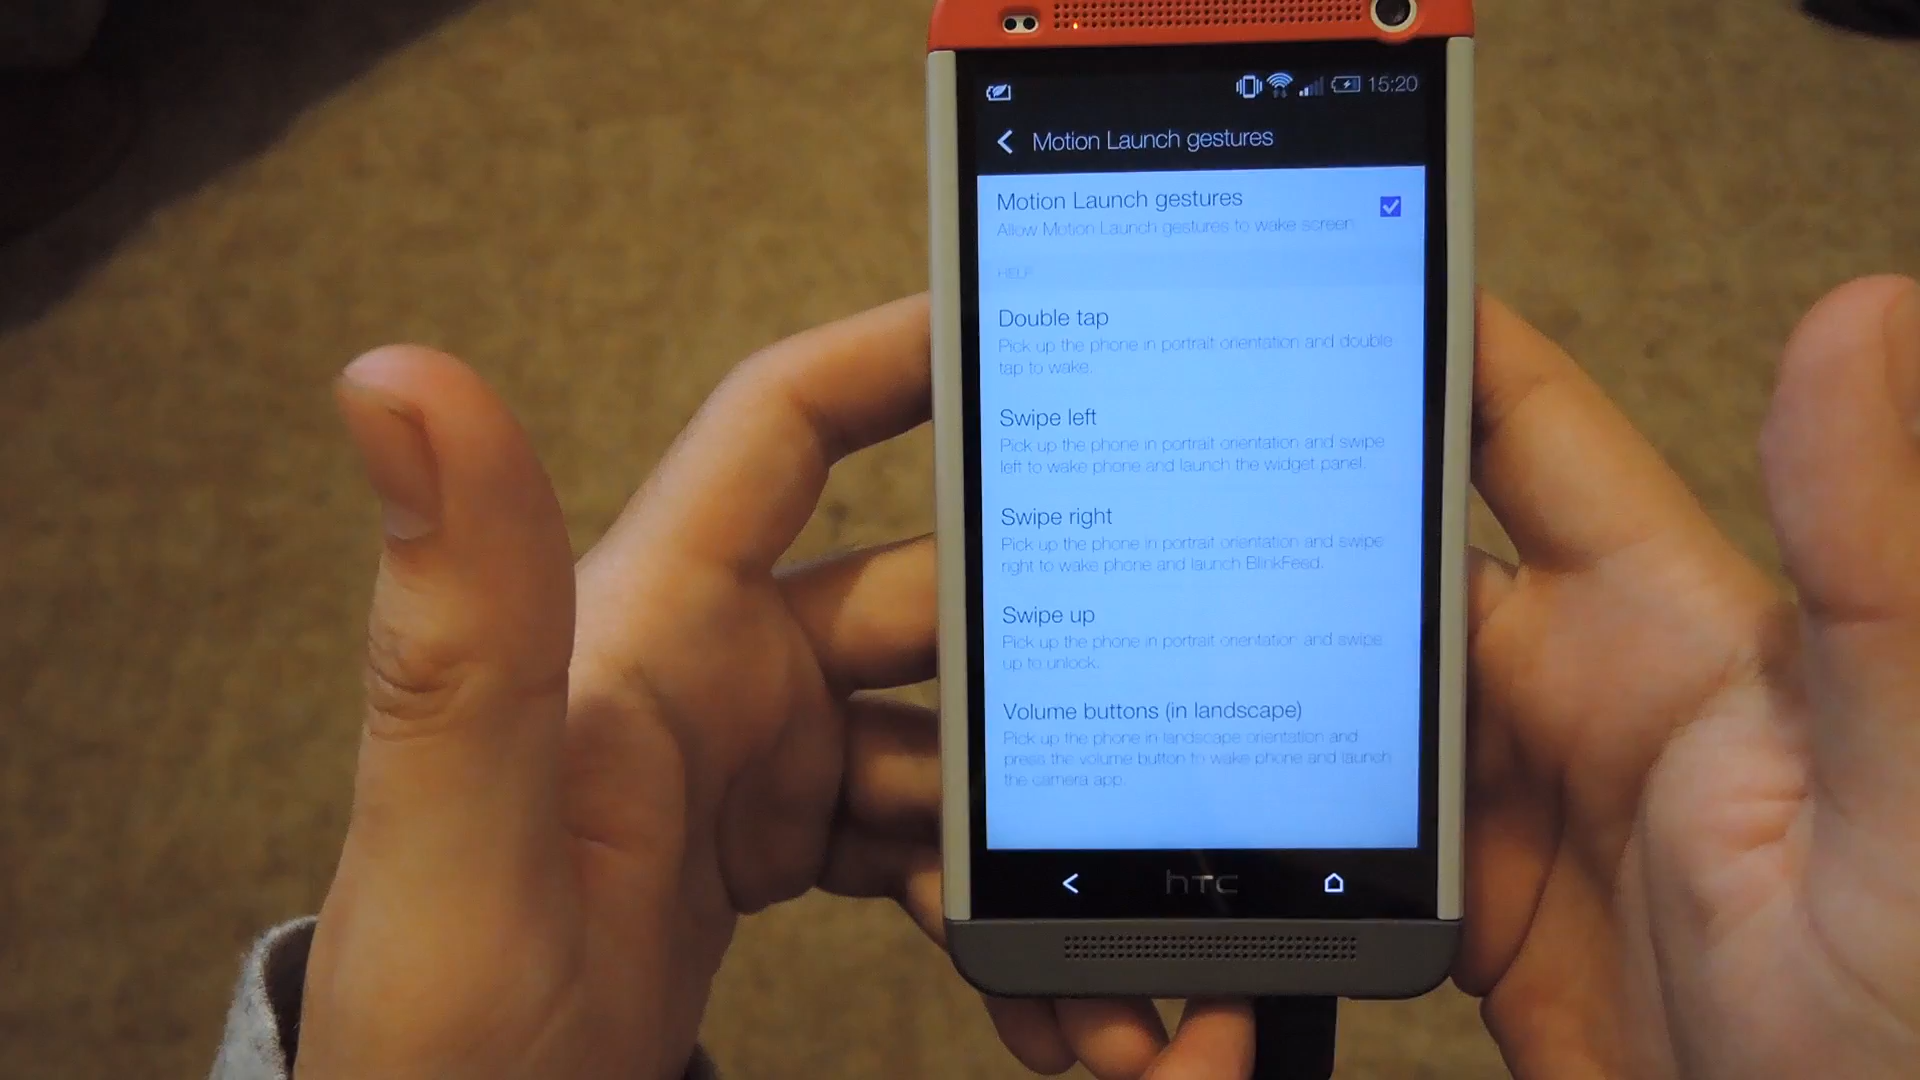 15:20
Motion Launch gestures
Motion Launch gestures
Allow Motion Launch gestures to wake screen
HELP
Double tap
Pick up the phone in portrait orientation and double
tap to wake.
Swipe left
Pick up the phone in portrait orientation and swipe
left to wake phone and launch the widget panel.
Swipe right
Pick up the phone in portrait orientation and swipe
right to wake phone and launch BlinkFeed.
Swipe up
Pick up the phone in portrait orientation and swipe
up to unlock.
Volume buttons (in landscape)
Pick up the phone in landscape orientation and
press the volume button to wake phone and launch
the camera app.
hTC